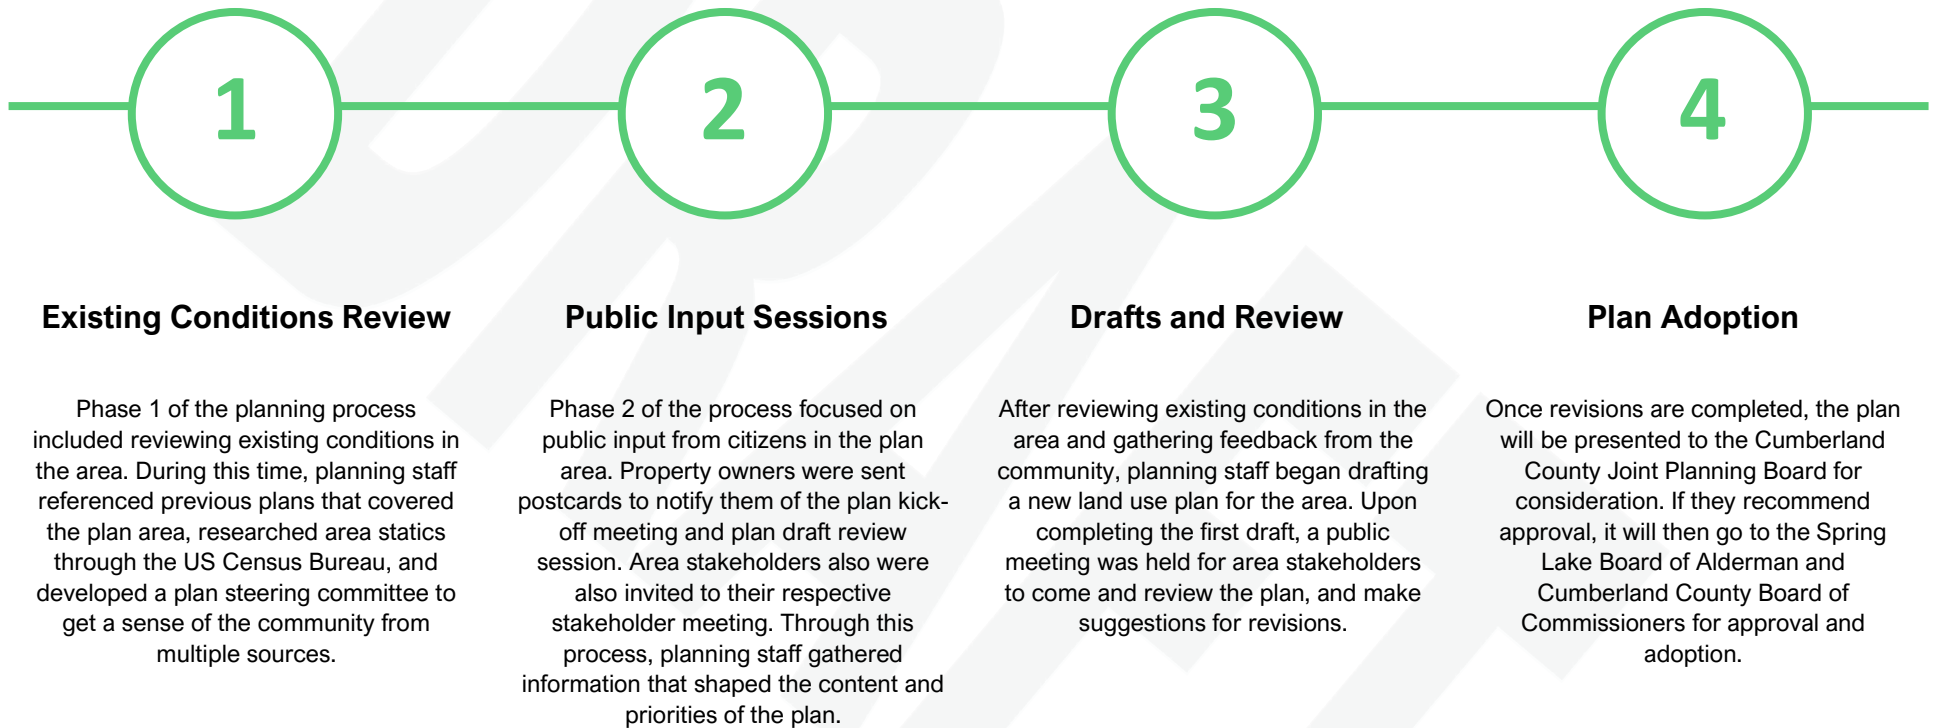 1
2
3
4
Existing Conditions Review
Phase 1 of the planning process
included reviewing existing conditions in
the area. During this time, planning staff
referenced previous plans that covered
the plan area, researched area statics
through the US Census Bureau, and
developed a plan steering committee to
get a sense of the community from
multiple sources.
Public Input Sessions
Phase 2 of the process focused on
public input from citizens in the plan
area. Property owners were sent
postcards to notify them of the plan kick-
off meeting and plan draft review
session. Area stakeholders also were
also invited to their respective
stakeholder meeting. Through this
process, planning staff gathered
information that shaped the content and
priorities of the plan.
Drafts and Review
After reviewing existing conditions in the
area and gathering feedback from the
community, planning staff began drafting
a new land use plan for the area. Upon
completing the first draft, a public
meeting was held for area stakeholders
to come and review the plan, and make
suggestions for revisions.
Plan Adoption
Once revisions are completed, the plan
will be presented to the Cumberland
County Joint Planning Board for
consideration. If they recommend
approval, it will then go to the Spring
Lake Board of Alderman and
Cumberland County Board of
Commissioners for approval and
adoption.
DRAFT